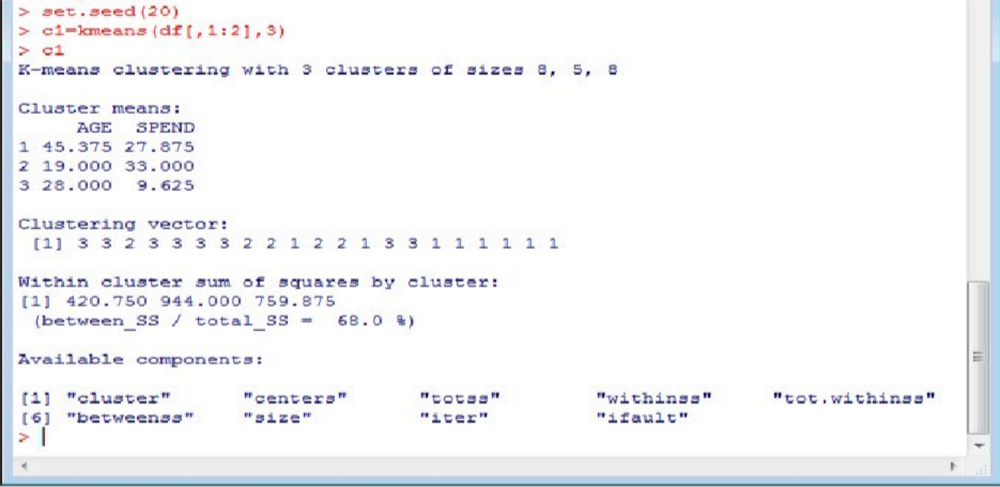 > set.seed(20)
> c1=kmeans(df[,1:2],3)
> c1
K-means clustering with 3 clusters of sizes 8, 5, 8
Cluster means:
AGE SPEND
1 45.375 27.875
2 19.000 33.000
3 28.000 9.625
Clustering vector:
[1] 3 3 2 3 3 3 3 2 2 1 2 2 1 3 3 1 1 1 1 1 1
Within cluster sum of squares by cluster:
[1] 420.750 944.000 759.875
(between_SS / total_SS = 68.0 %)
Available components:
[1] "cluster" "centers" "totss" "withinss" "tot.withinss"
[6] "betweenss" "size" "iter" "ifault"
>